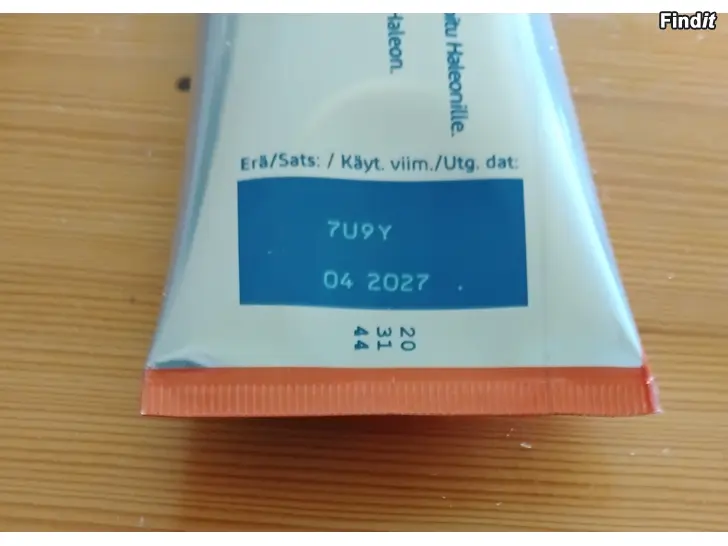 Findit
Haleonille.
Haleon.
Erä/Sats: / Käyt. viim./Utg. dat:
7U9Y
04 2027
20
31
44